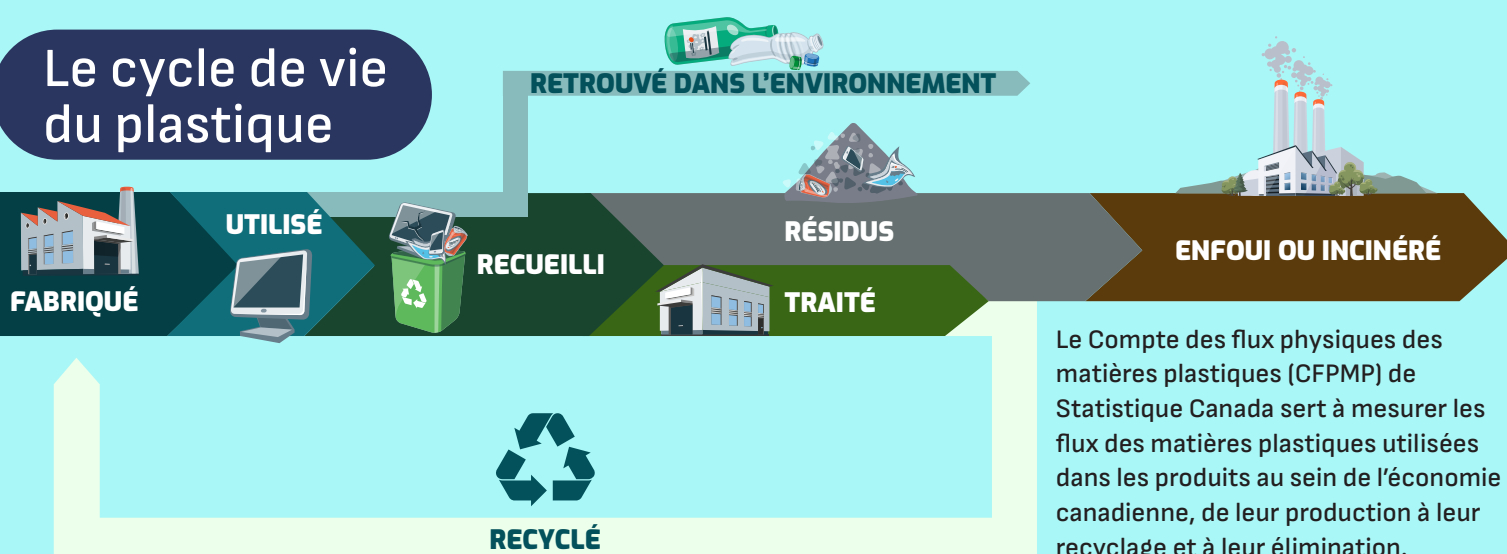 Le cycle de vie
du plastique
RETROUVÉ DANS L'ENVIRONNEMENT
FABRIQUÉ
UTILISÉ
RECUEILLI
RÉSIDUS
TRAITÉ
ENFOUI OU INCINÉRÉ
RECYCLÉ
Le Compte des flux physiques des
matières plastiques (CFPMP) de
Statistique Canada sert à mesurer les
flux des matières plastiques utilisées
dans les produits au sein de l'économie
canadienne, de leur production à leur
recyclage et à leur élimination.